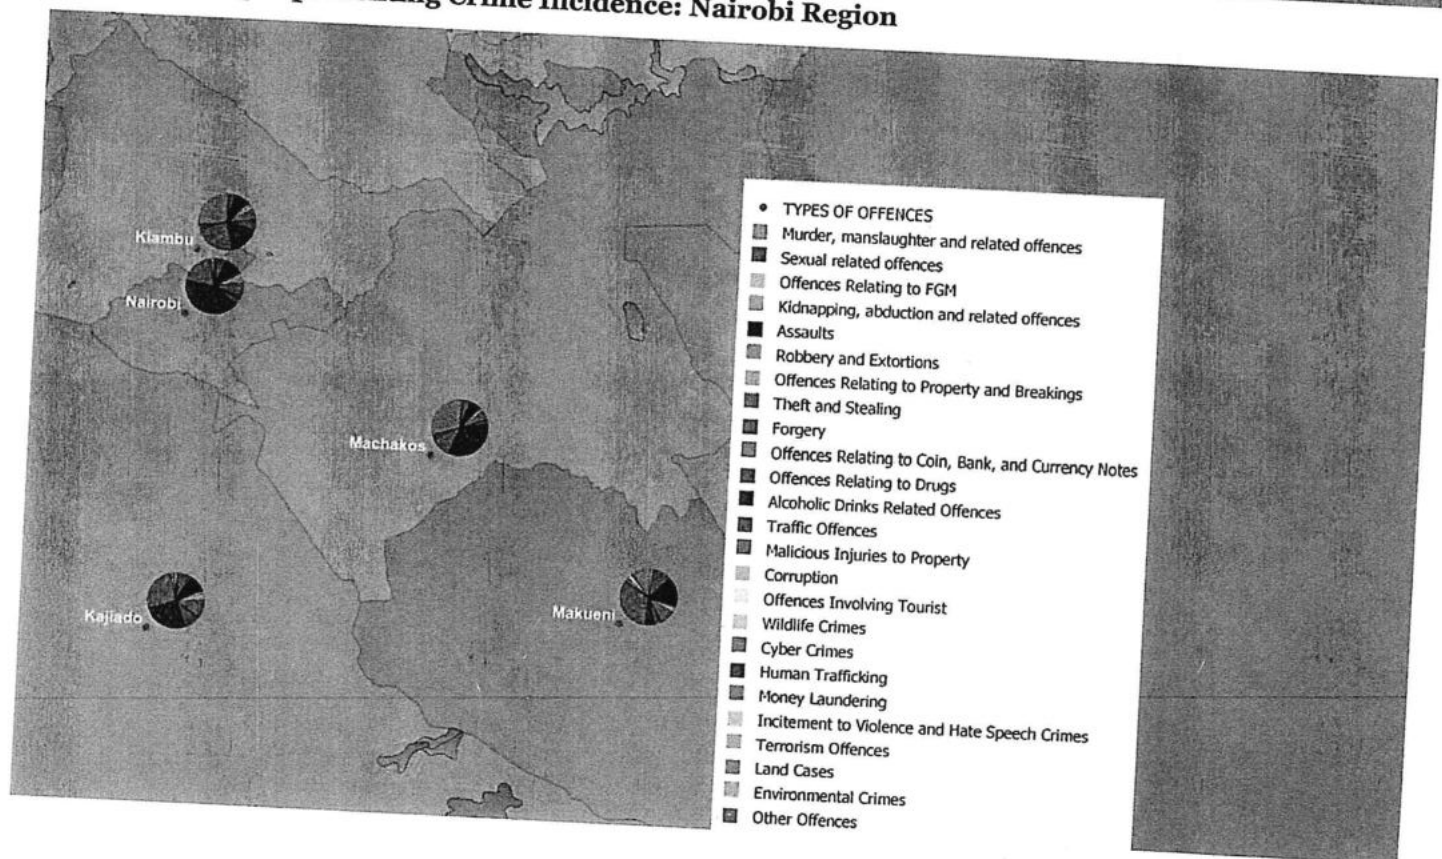 Crime Incidence: Nairobi Region
Kiambu
Nairobi
Machakos
Kajiado
Makueni
TYPES OF OFFENCES
Murder, manslaughter and related offences
Sexual related offences
Offences Relating to FGM
Kidnapping, abduction and related offences
Assaults
Robbery and Extortions
Offences Relating to Property and Breakings
Theft and Stealing
Forgery
Offences Relating to Coin, Bank, and Currency Notes
Offences Relating to Drugs
Alcoholic Drinks Related Offences
Traffic Offences
Malicious Injuries to Property
Corruption
Offences Involving Tourist
Wildlife Crimes
Cyber Crimes
Human Trafficking
Money Laundering
Incitement to Violence and Hate Speech Crimes
Terrorism Offences
Land Cases
Environmental Crimes
Other Offences